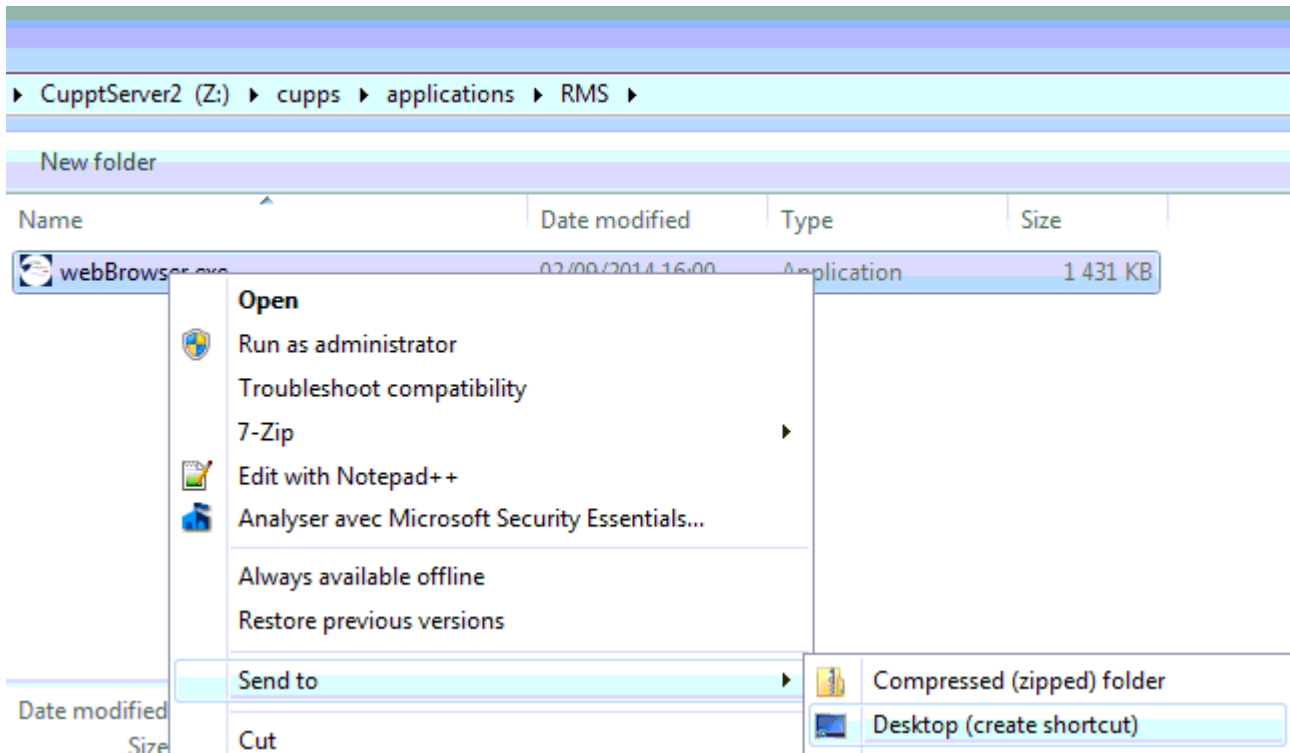 CupptServer2 (Z:) cupps applications RMS
New folder
Name Date modified Type Size
webBrowser.exe 02/09/2014 16:00 Application 1 431 KB
Open
Run as administrator
Troubleshoot compatibility
7-Zip
Edit with Notepad++
Analyser avec Microsoft Security Essentials...
Always available offline
Restore previous versions
Send to Compressed (zipped) folder
Date modified Desktop (create shortcut)
Size Cut